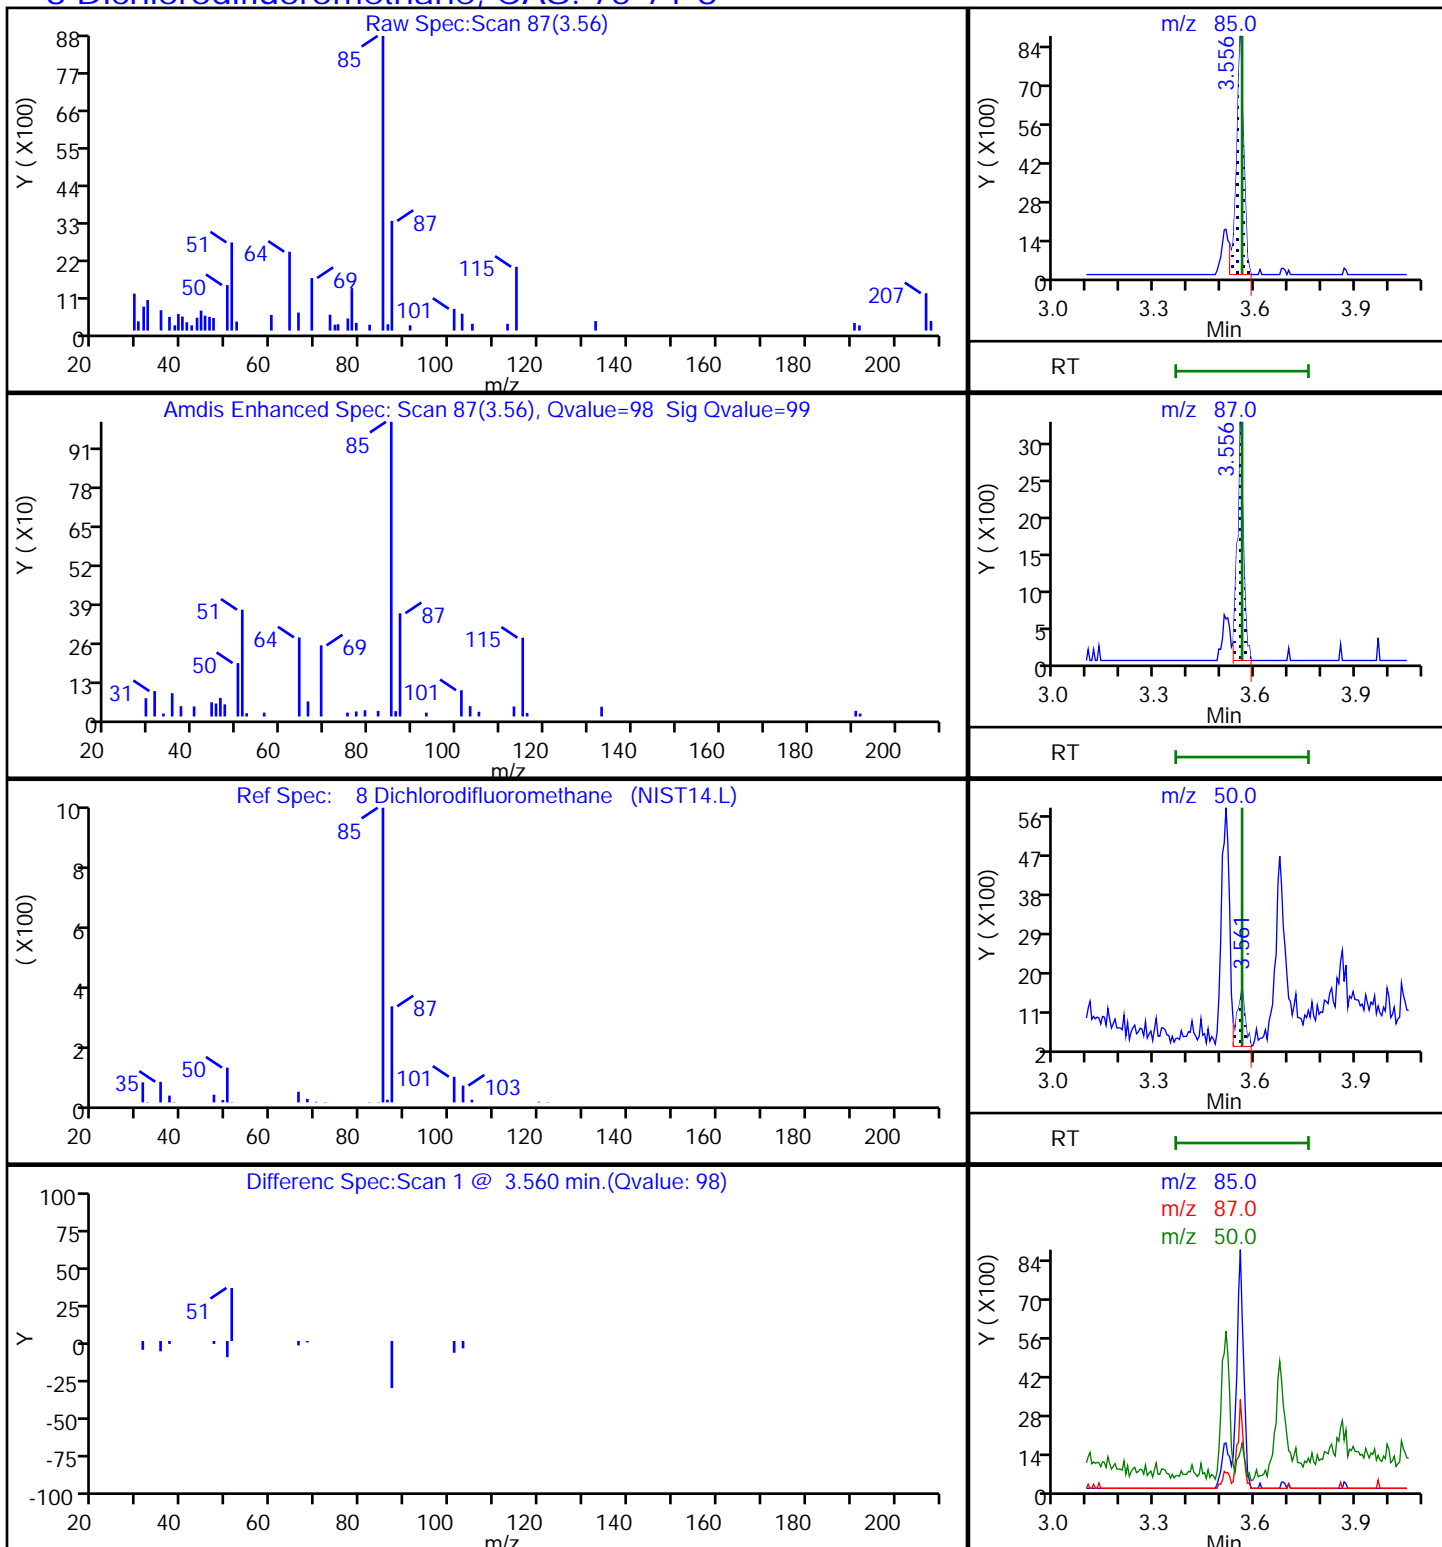 Raw Spec:Scan 87(3.56)
88
77
66
55
44
33
22
11
0
Y ( X100)
85
87
51
64
50
69
115
101
207
20 40 60 80 100 120 140 160 180 200
m/z
m/z 85.0
84
70
56
42
28
14
0
Y ( X100)
3.556
3.0 3.3 3.6 3.9
Min
RT
Amdis Enhanced Spec: Scan 87(3.56), Qvalue=98 Sig Qvalue=99
91
78
65
52
39
26
13
0
Y ( X10)
85
51
87
64
69
115
50
31
101
20 40 60 80 100 120 140 160 180 200
m/z
m/z 87.0
30
25
20
15
10
5
0
Y ( X100)
3.556
3.0 3.3 3.6 3.9
Min
RT
Ref Spec: 8 Dichlorodifluoromethane (NIST14.L)
10
8
6
4
2
0
( X100)
85
87
50
35
101
103
20 40 60 80 100 120 140 160 180 200
m/z 50.0
56
47
38
29
20
11
2
Y ( X100)
3.561
3.0 3.3 3.6 3.9
Min
RT
Differenc Spec:Scan 1 @ 3.560 min.(Qvalue: 98)
100
75
50
25
0
-25
-50
-75
-100
Y
51
20 40 60 80 100 120 140 160 180 200
m/z
m/z 85.0
m/z 87.0
m/z 50.0
84
70
56
42
28
14
0
Y ( X100)
3.0 3.3 3.6 3.9
Min